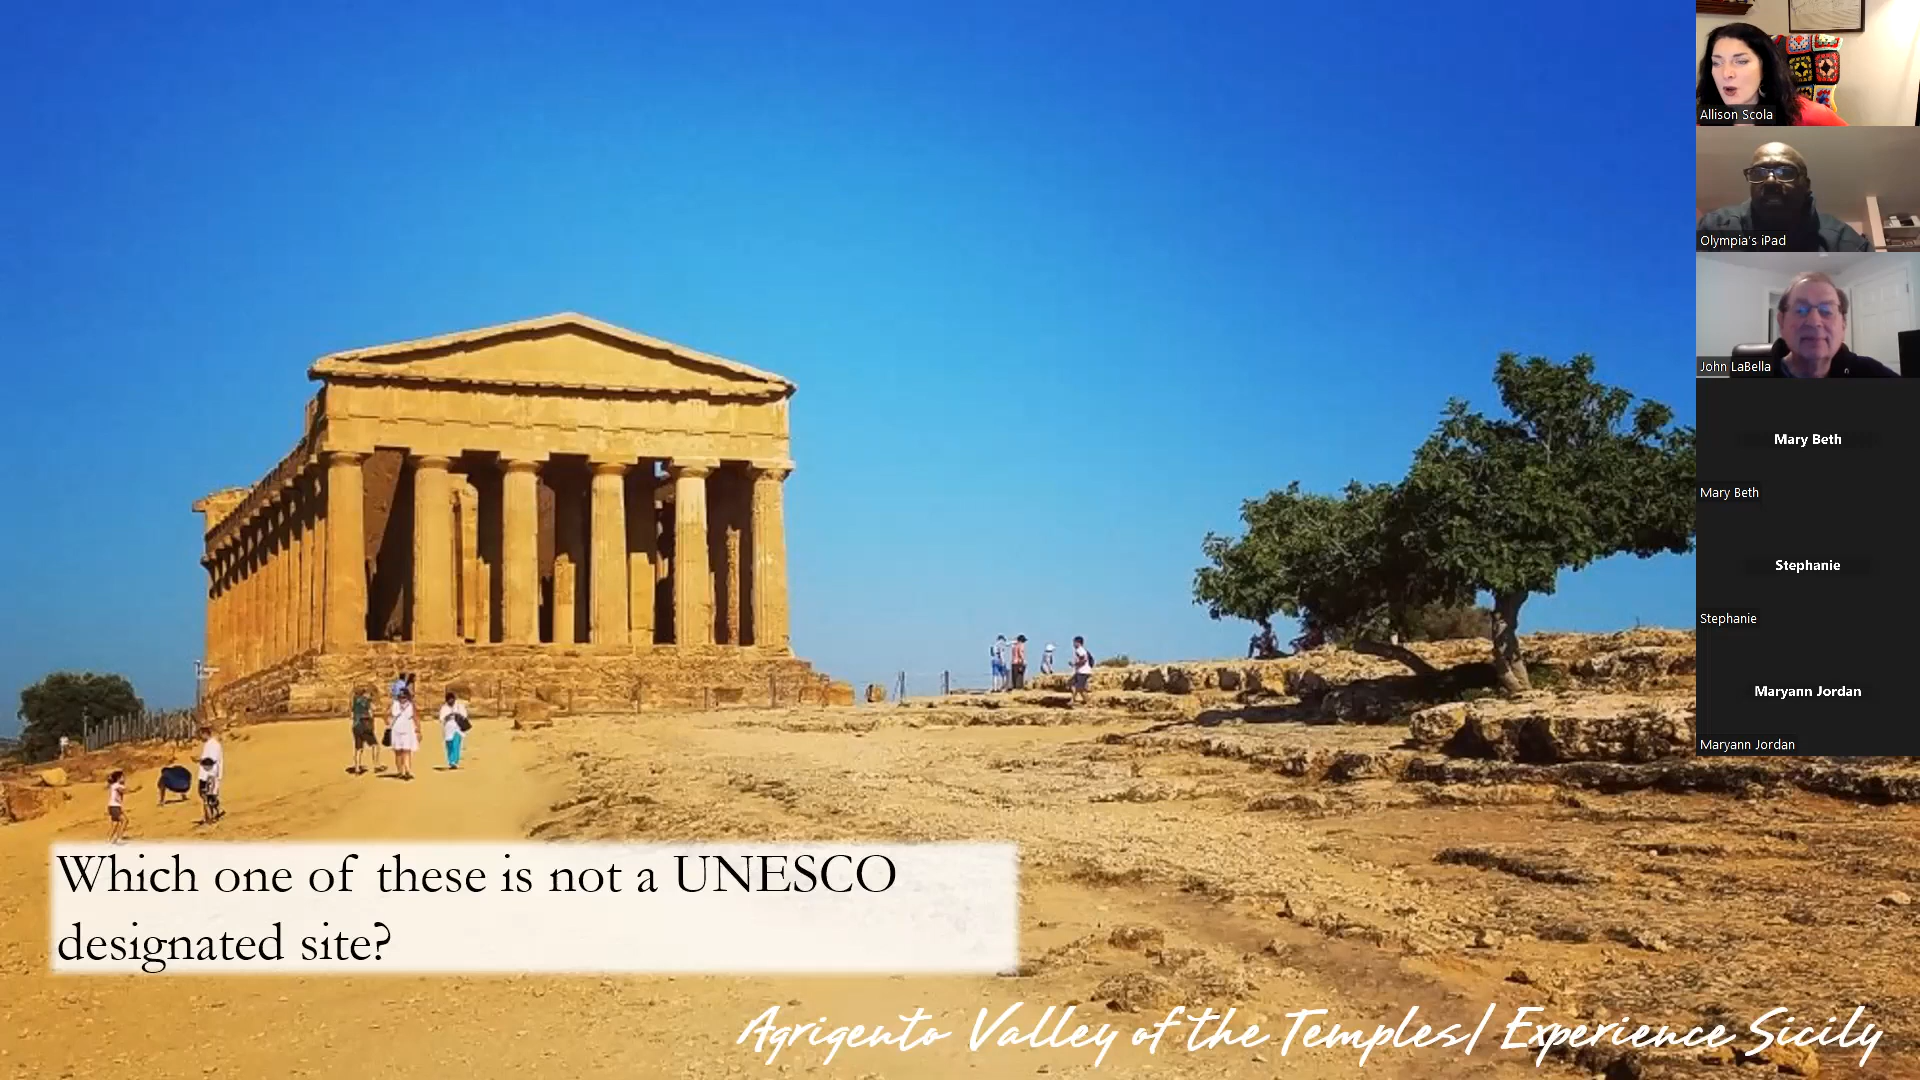 Allison Scola
Olympia's iPad
John LaBella
Mary Beth
Mary Beth
Stephanie
Stephanie
Maryann Jordan
Maryann Jordan
Which one of these is not a UNESCO
designated site?
Agrigento Valley of the Temples/ Experience Sicily